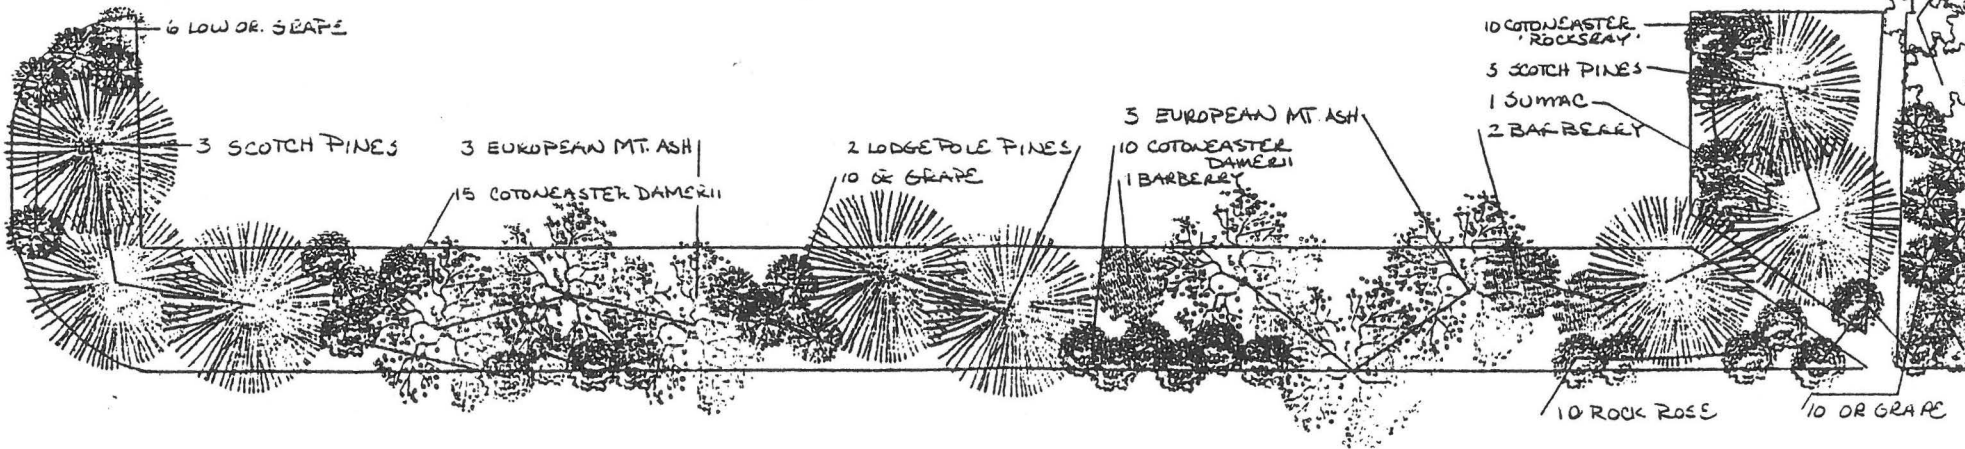 6 LOW OR. GRAPE
3 SCOTCH PINES
3 EUROPEAN MT. ASH
15 COTONEASTER DAMERII
2 LODGEPOLE PINES
10 OR GRAPE
3 EUROPEAN MT. ASH
10 COTONEASTER
DAMERII
1 BARBERRY
10 COTONEASTER
'ROCKSRAY'
3 SCOTCH PINES
1 SUMAC
2 BARBERRY
10 ROCK ROSE
10 OR GRAPE